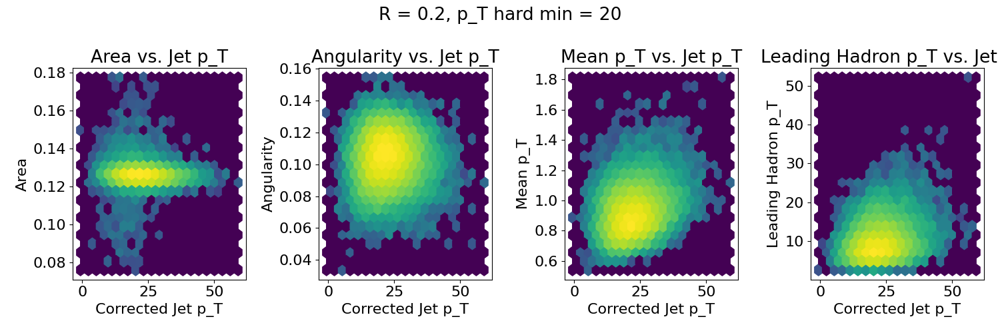 R = 0.2, p_T hard min = 20
Area vs. Jet p_T
Area
0.18
0.16
0.14
0.12
0.10
0.08
0
25
50
Corrected Jet p_T
Angularity vs. Jet p_T
Angularity
0.16
0.14
0.12
0.10
0.08
0.06
0.04
0
25
50
Corrected Jet p_T
Mean p_T vs. Jet p_T
Mean p_T
1.8
1.6
1.4
1.2
1.0
0.8
0.6
0
25
50
Corrected Jet p_T
Leading Hadron p_T vs. Jet
Leading Hadron p_T
50
40
30
20
10
0
25
50
Corrected Jet p_T